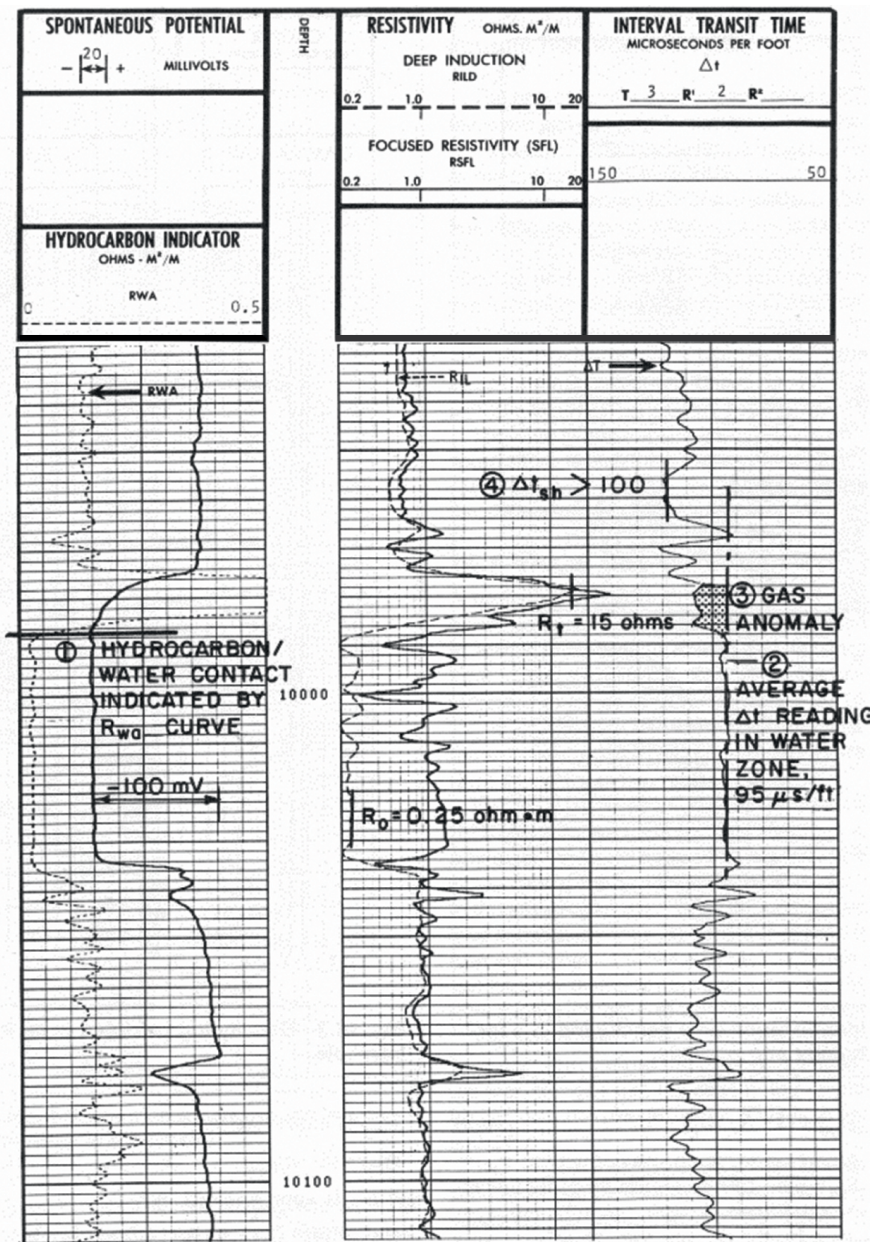 SPONTANEOUS POTENTIAL
20
- +
MILLIVOLTS
HYDROCARBON INDICATOR
OHMS - M²/M
RWA
0 0.5
DEPTH
RESISTIVITY OHMS. M²/M
DEEP INDUCTION
RILD
0.2 1.0 10 20
FOCUSED RESISTIVITY (SFL)
RSFL
0.2 1.0 10 20
INTERVAL TRANSIT TIME
MICROSECONDS PER FOOT
Δt
T 3 R¹ 2 R²
150 50
RWA
RIL
ΔT
④ Δtsh > 100
③ GAS
ANOMALY
Rt = 15 ohms
① HYDROCARBON/
WATER CONTACT
INDICATED BY
Rwa CURVE
10000
②
AVERAGE
Δt READING
IN WATER
ZONE,
95 μs/ft
-100 mV
Ro = 0.25 ohm•m
10100